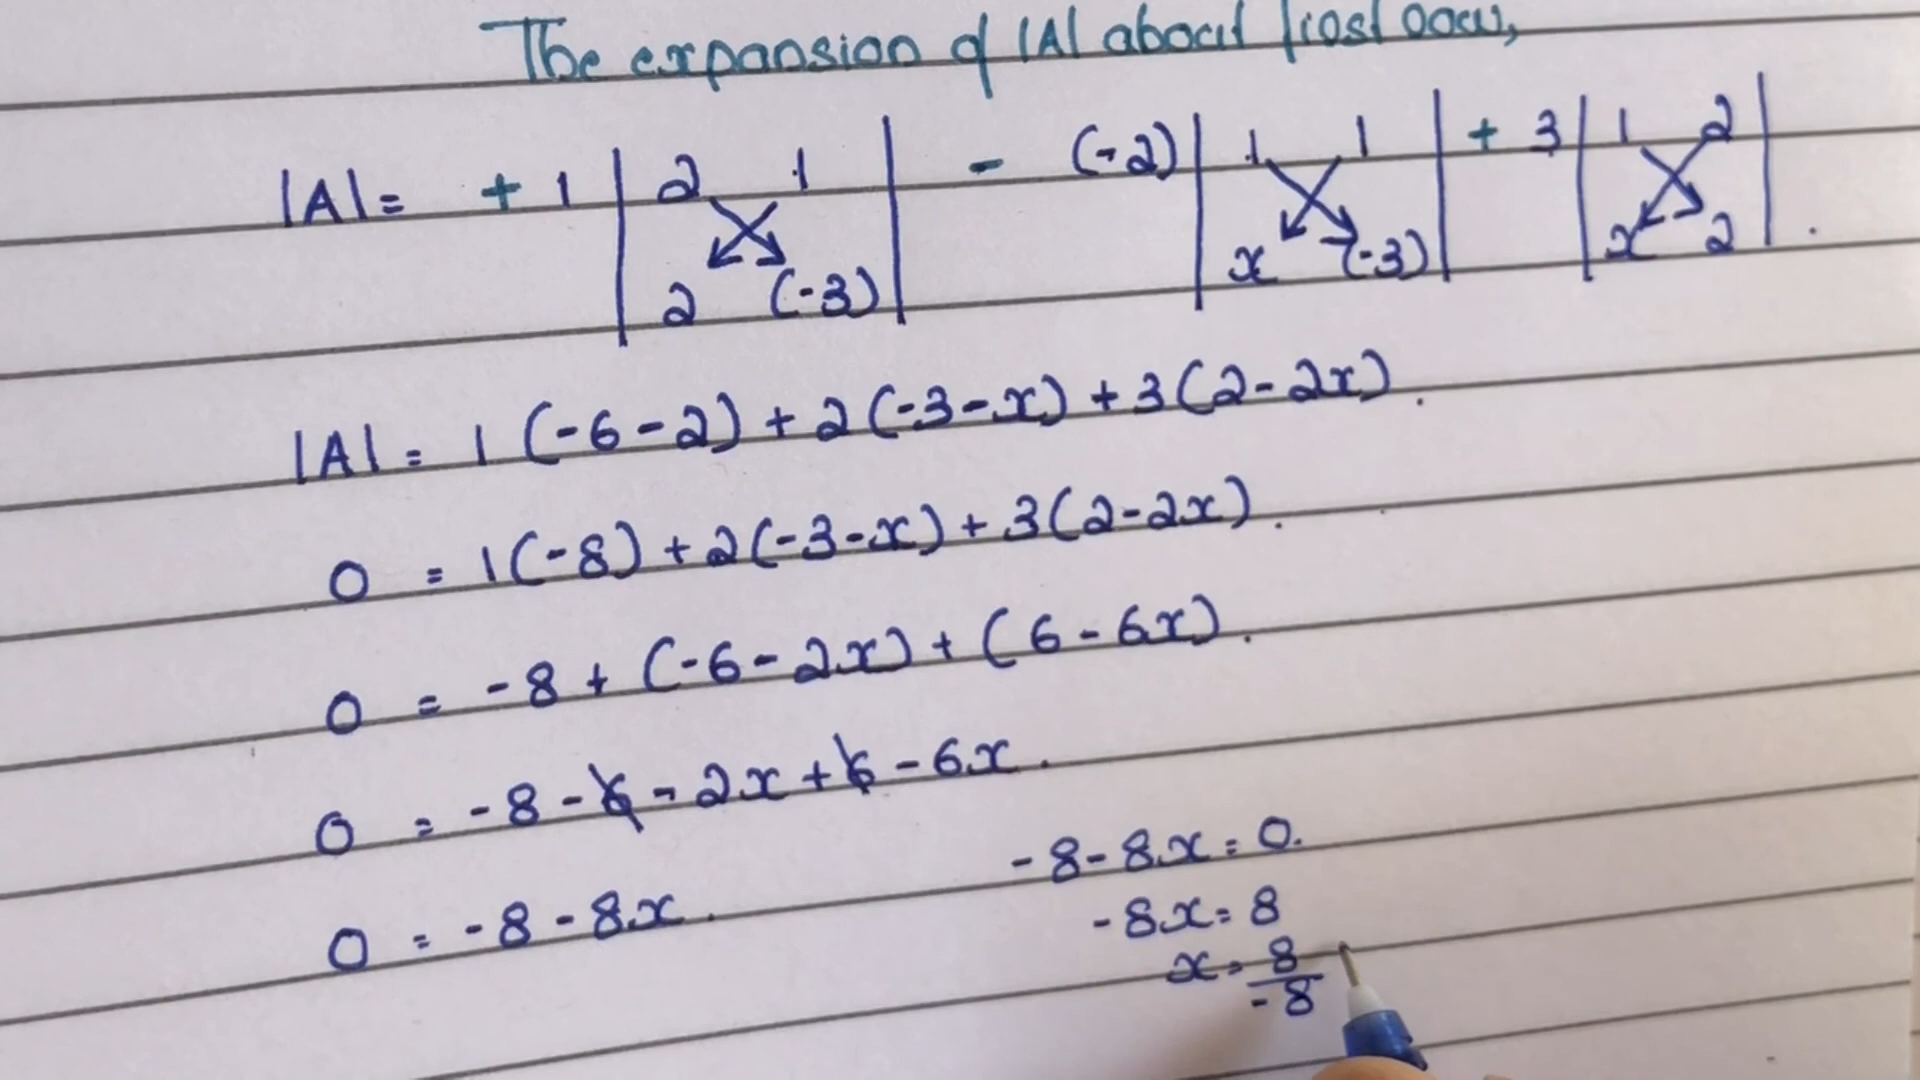 The expansion of |A| about first row,
|A| = + 1 | 2 1 | - (-2) | 1 1 | + 3 | 1 2 | .
2 (-3) x (-3) x 2
|A| = 1 (-6-2) + 2 (-3-x) + 3 (2-2x).
0 = 1(-8) + 2(-3-x) + 3(2-2x).
0 = -8 + (-6-2x) + (6-6x).
0 = -8 - 6 - 2x + 6 - 6x.
0 = -8 - 8x.
-8-8x = 0.
-8x = 8
x = 8
-8